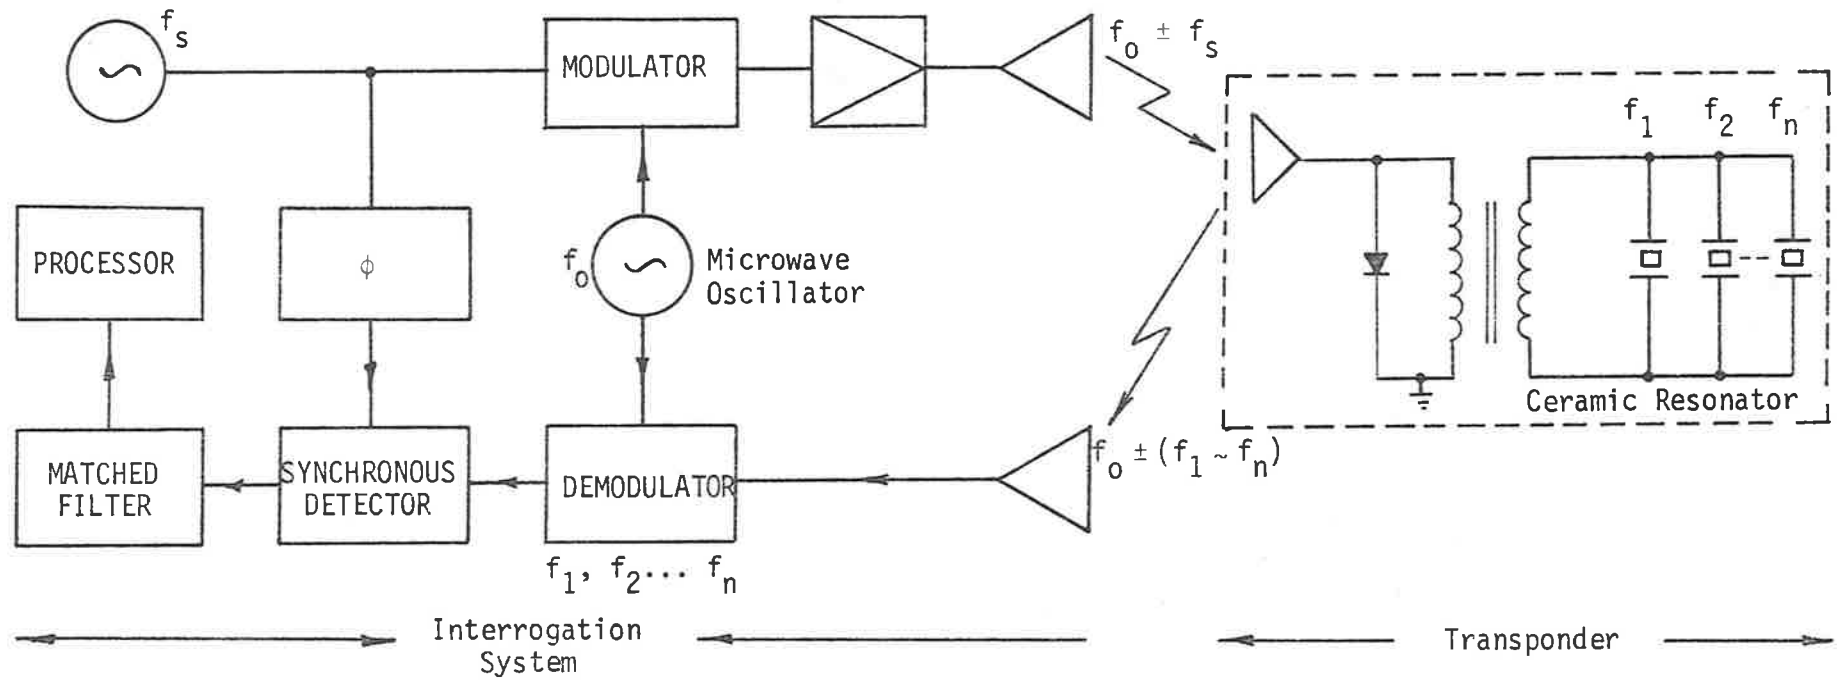 f_s
MODULATOR
f_o ± f_s
f_1 f_2 f_n
PROCESSOR
ϕ
f_o
Microwave
Oscillator
Ceramic Resonator
f_o ± (f_1 ~ f_n)
MATCHED
FILTER
SYNCHRONOUS
DETECTOR
DEMODULATOR
f_1, f_2... f_n
Interrogation
System
Transponder